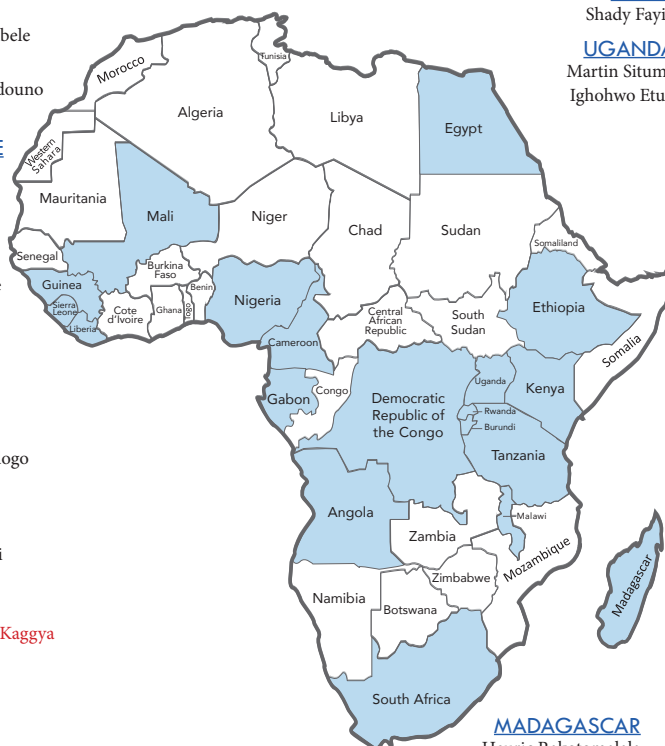 bele
Shady Fayi
UGANDA
Martin Situm
Ighohwo Etu
douno
E
Morocco
Tunisia
Algeria
Libya
Egypt
Western
Sahara
Mauritania
Mali
Niger
Chad
Sudan
Somaliland
Senegal
Burkina
Faso
Benin
Guinea
Nigeria
Ethiopia
Sierra
Leone
Liberia
Cote
d'Ivoire
Ghana
Togo
Central
African
Republic
South
Sudan
Somalia
Cameroon
Uganda
Kenya
Gabon
Congo
Democratic
Republic of
the Congo
Rwanda
Burundi
Tanzania
ogo
Angola
Malawi
Zambia
Mozambique
i
Zimbabwe
Madagascar
Namibia
Botswana
Kaggya
South Africa
MADAGASCAR